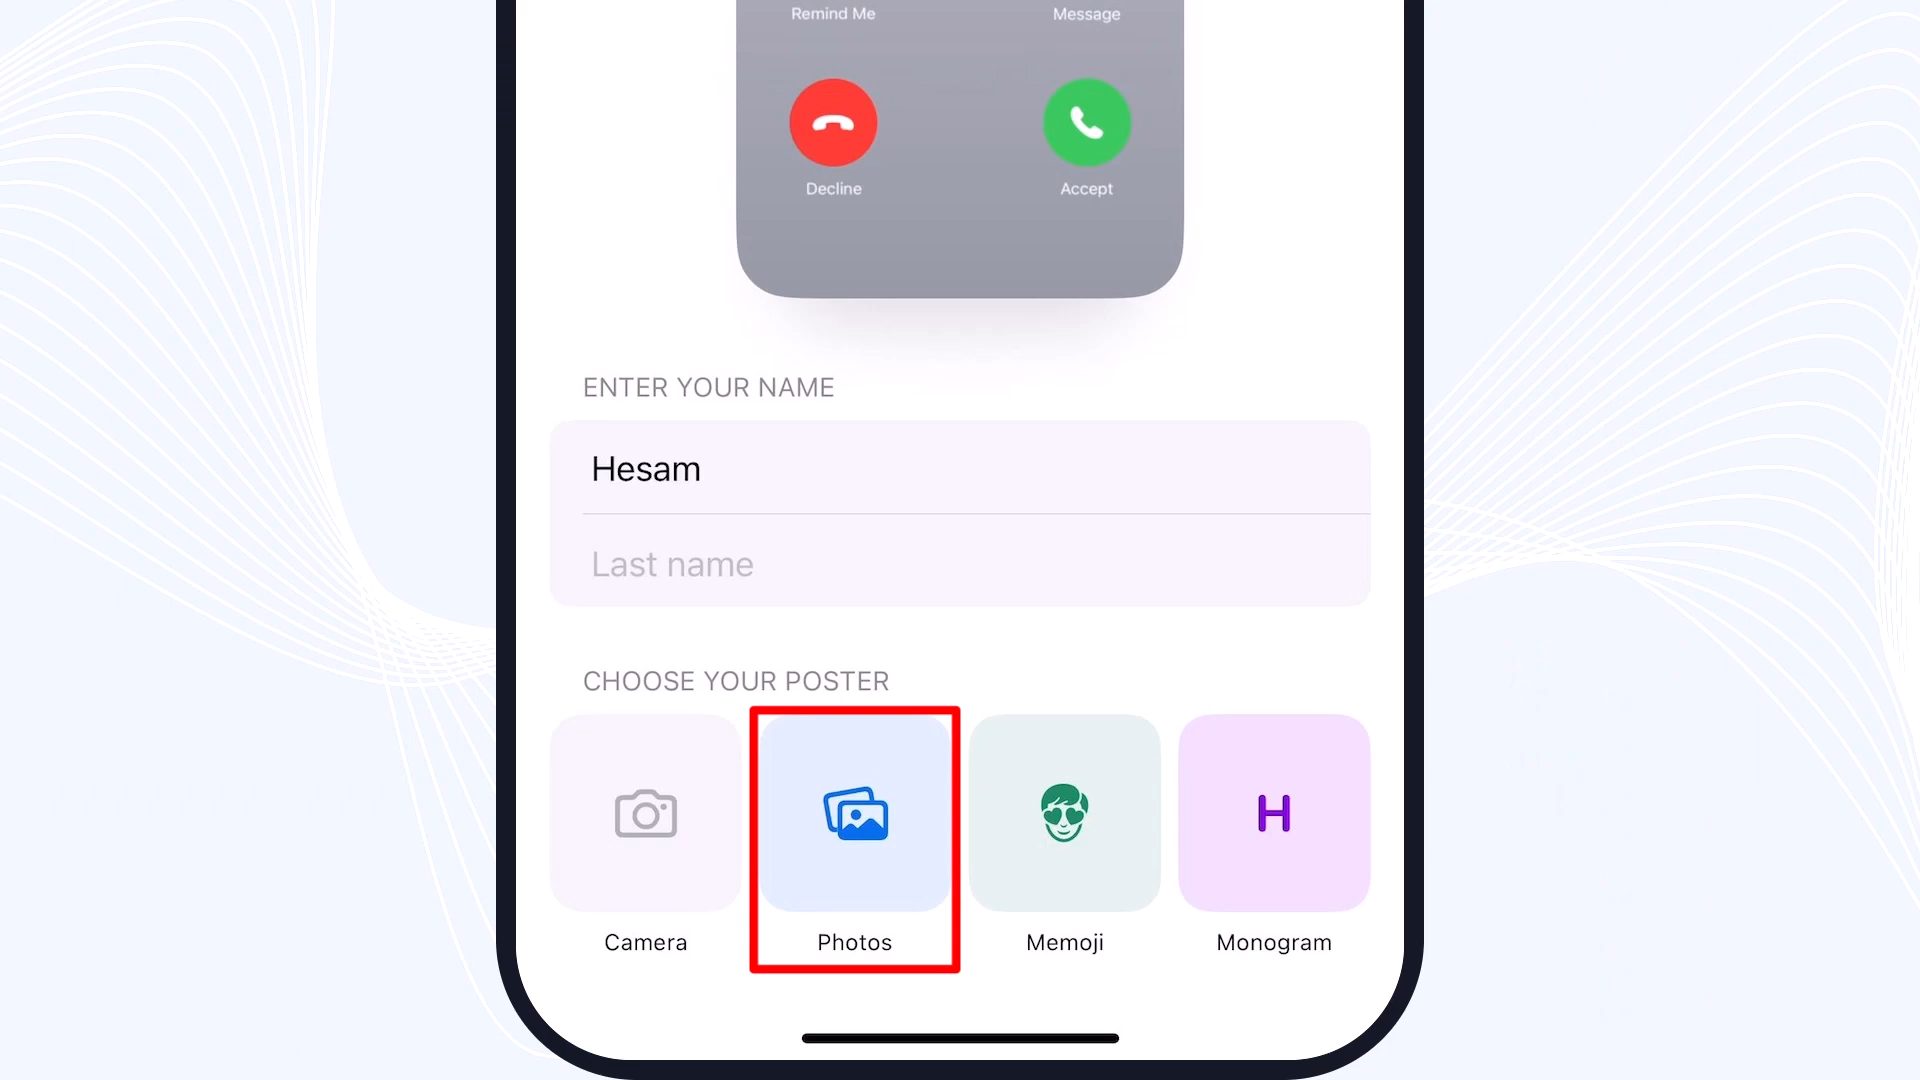 Remind Me Message
Decline Accept
ENTER YOUR NAME
Hesam
Last name
CHOOSE YOUR POSTER
H
Camera Photos Memoji Monogram